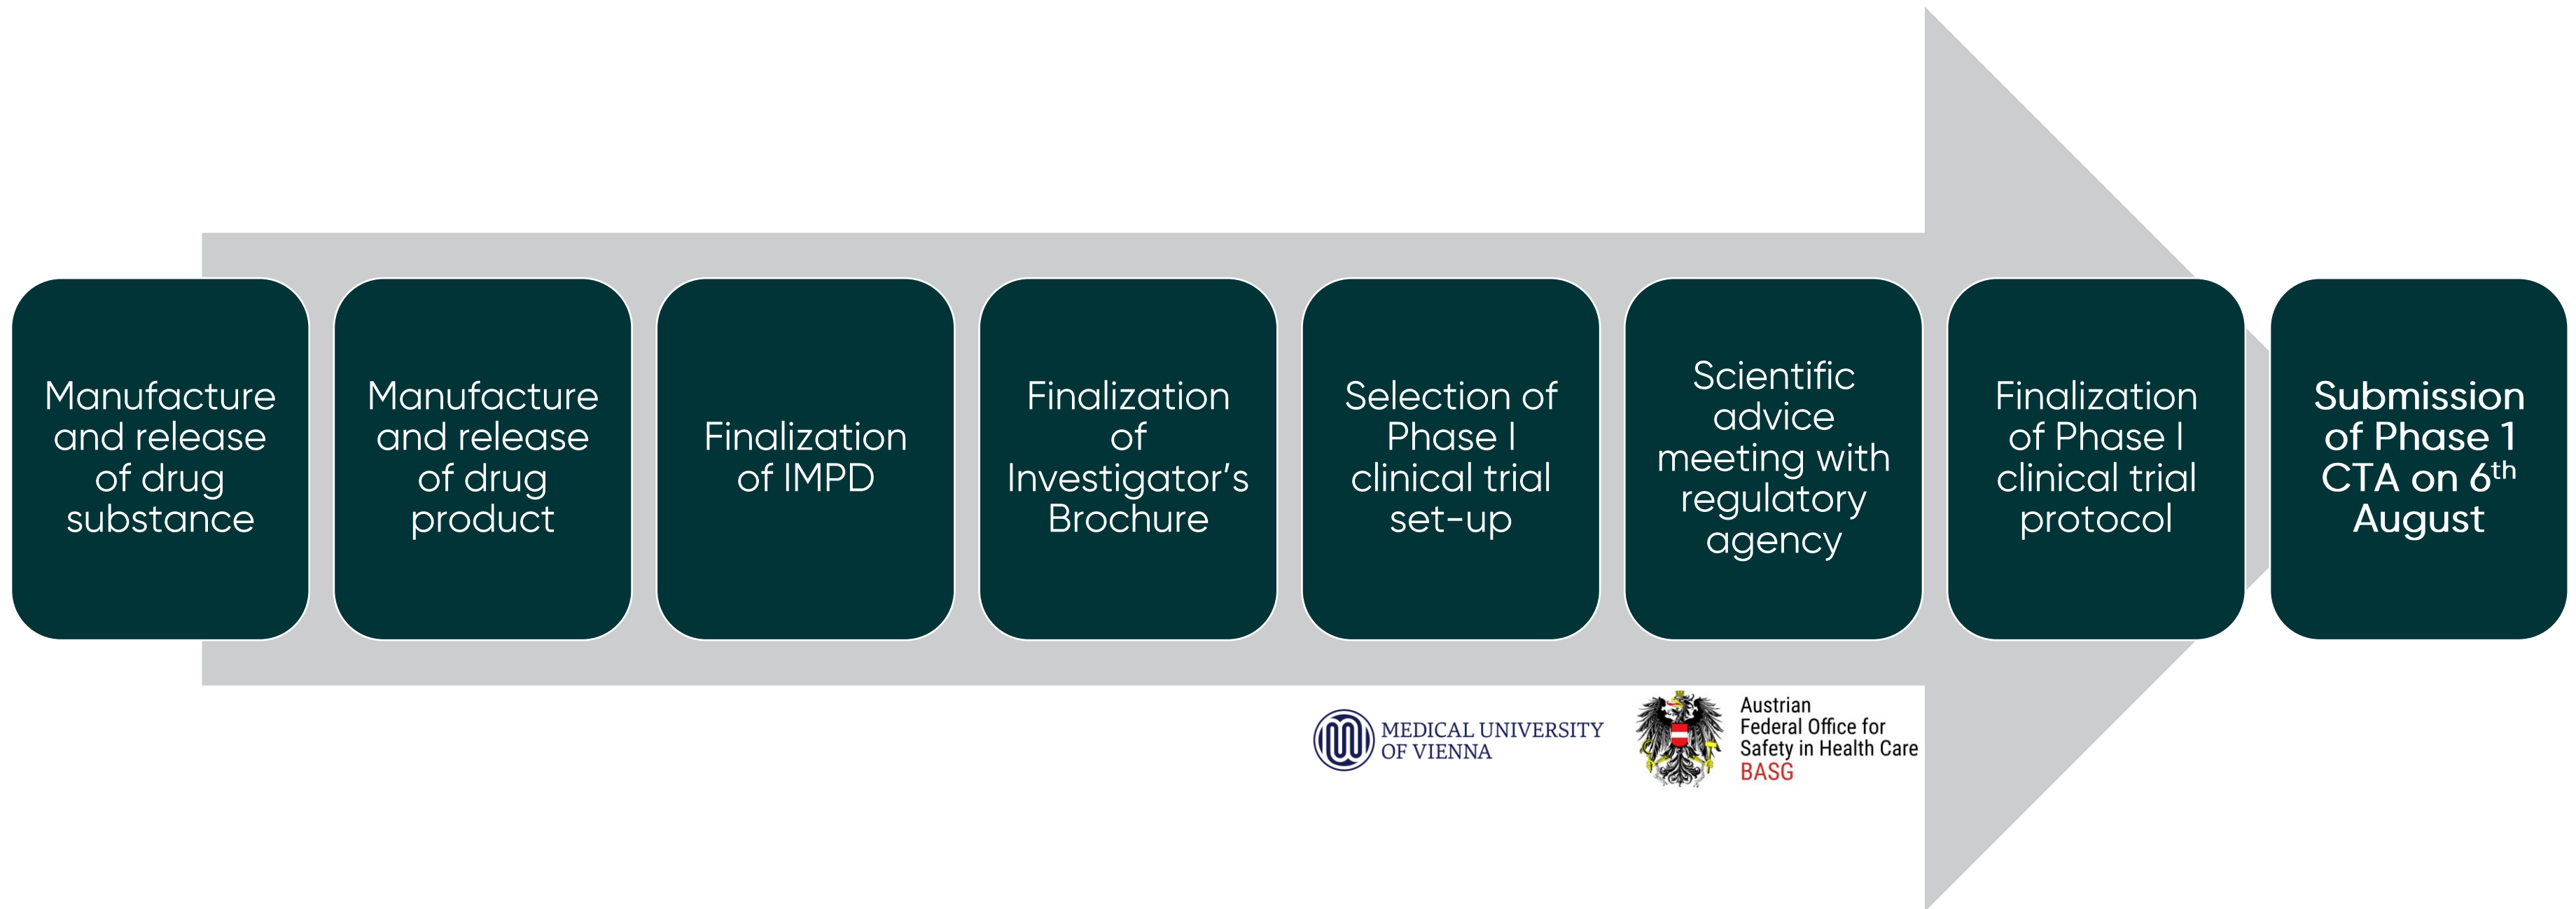 Manufacture
and release
of drug
substance
Manufacture
and release
of drug
product
Finalization
of IMPD
Finalization
of
Investigator’s
Brochure
Selection of
Phase I
clinical trial
set-up
Scientific
advice
meeting with
regulatory
agency
Finalization
of Phase I
clinical trial
protocol
Submission
of Phase 1
CTA on 6th
August
MEDICAL UNIVERSITY
OF VIENNA
Austrian
Federal Office for
Safety in Health Care
BASG